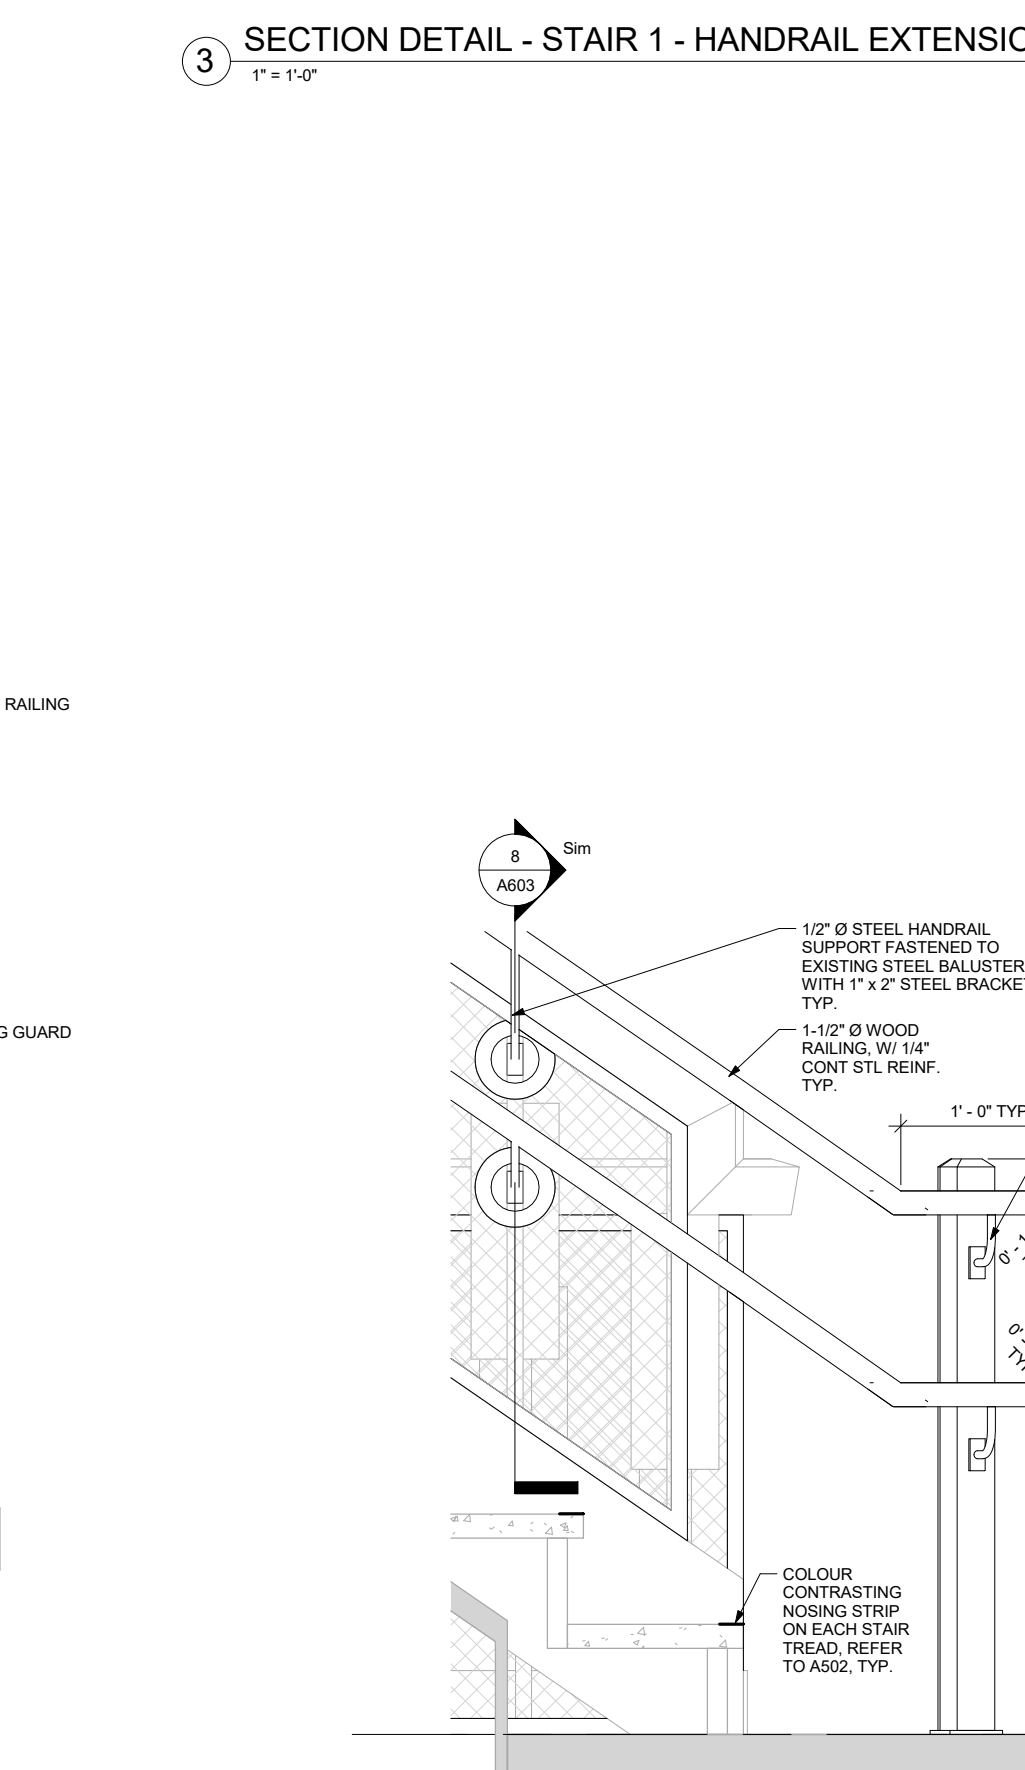 3
SECTION DETAIL - STAIR 1 - HANDRAIL
1" = 1'-0"
RAILING
8
Sim
A603
1/2" Ø STEEL HANDRAIL
SUPPORT FASTENED TO
EXISTING STEEL BALUSTER
WITH 1" x 2" STEEL
TYP.
GUARD
1-1/2" Ø WOOD
RAILING, W/ 1/4"
CONT STL REINF.
TYP.
1' - 0" TYP
COLOUR
CONTRASTING
NOSING STRIP
ON EACH STAIR
TREAD, REFER
TO A502, TYP.